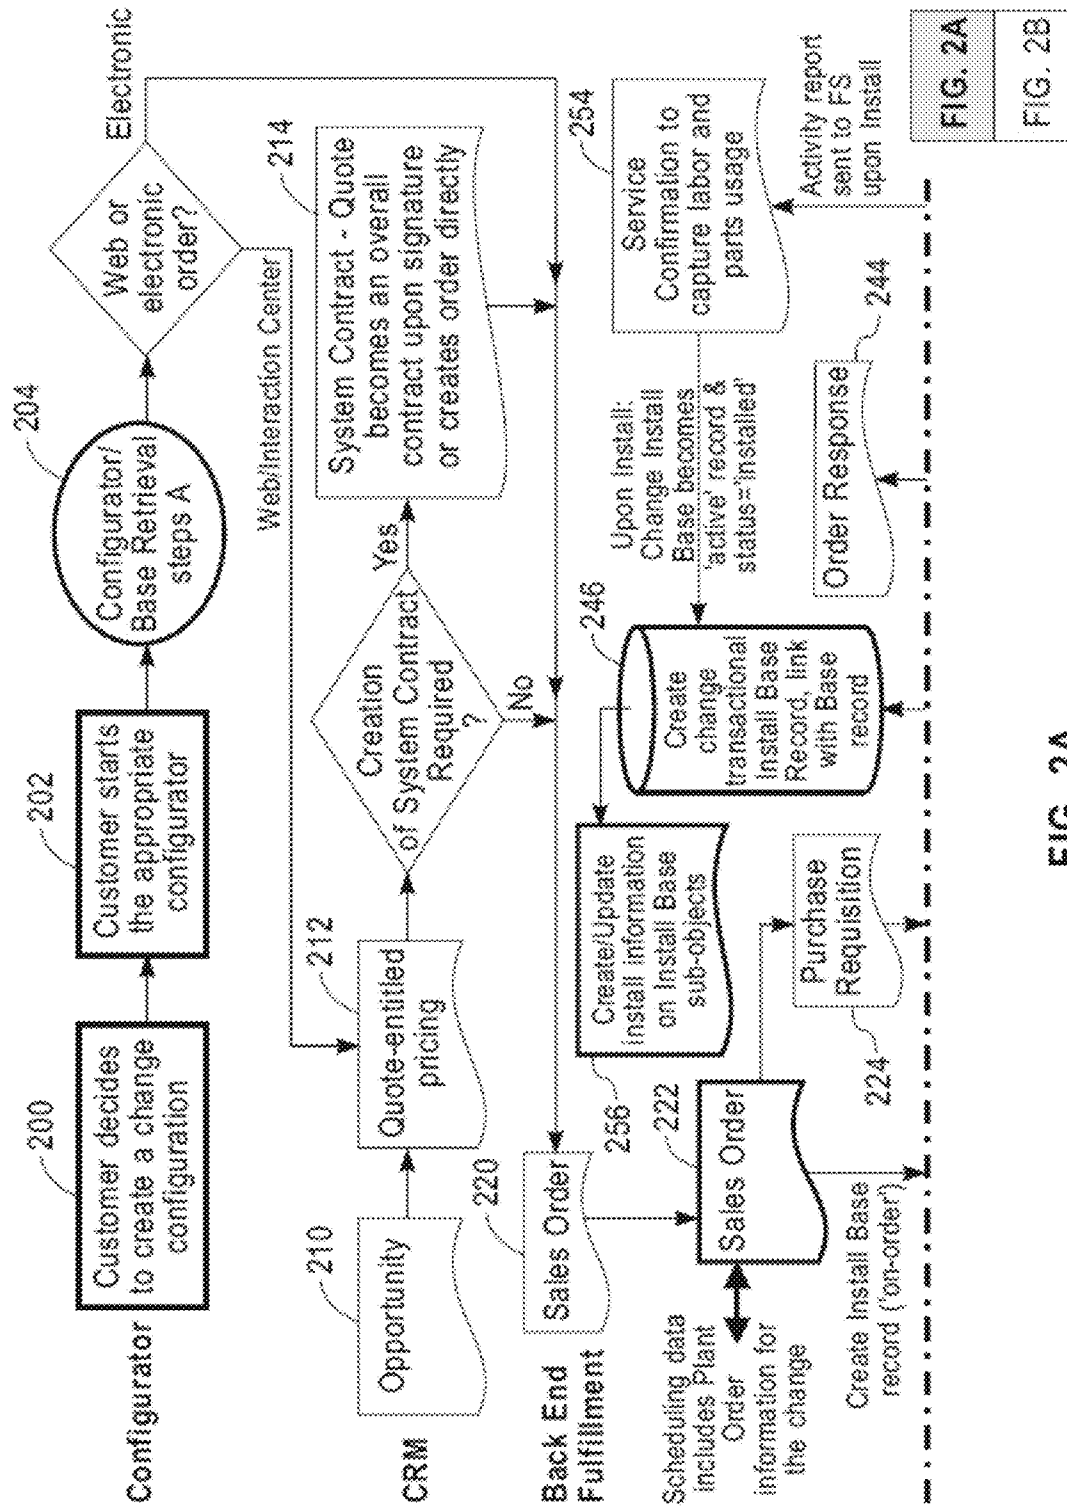 Configurator
200
Customer decides
to create a change
configuration
202
Customer starts
the appropriate
configurator
204
Configurator/
Base Retrieval
steps A
Web or
electronic
order?
Electronic
Web/Interaction Center
CRM
210
Opportunity
212
Quote-entitled
pricing
Creation
of System Contract
Required
?
Yes
No
214
System Contract - Quote
becomes an overall
contract upon signature
or creates order directly
Back End
Fulfillment
220
Sales Order
256
Create/Update
Install information
on Install Base
sub-objects
246
Create
change
transactional
Install Base
Record, link
with Base
record
Upon Install:
Change Install
Base becomes
'active' record &
status='installed'
254
Service
Confirmation to
capture labor and
parts usage
Scheduling data
includes Plant
Order
information for
the change
222
Sales Order
224
Purchase
Requisition
244
Order Response
Activity report
sent to FS
upon Install
Create Install Base
record ('on-order')
FIG. 2A
FIG. 2B
FIG. 2A